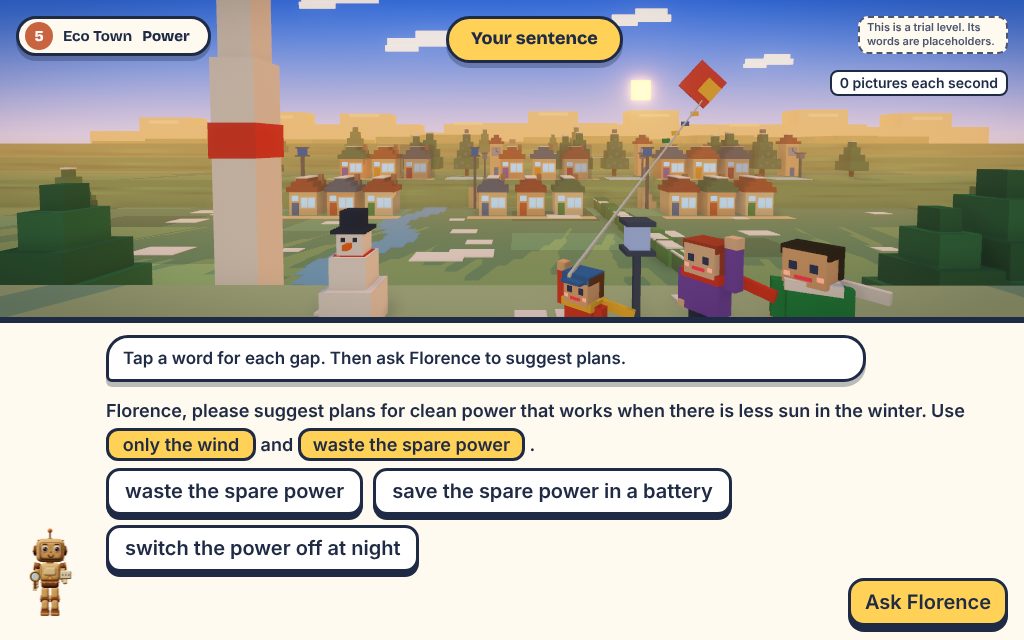 5 Eco Town Power
Your sentence
This is a trial level. Its
words are placeholders.
0 pictures each second
Tap a word for each gap. Then ask Florence to suggest plans.
Florence, please suggest plans for clean power that works when there is less sun in the winter. Use
only the wind and waste the spare power .
waste the spare power save the spare power in a battery
switch the power off at night
Ask Florence